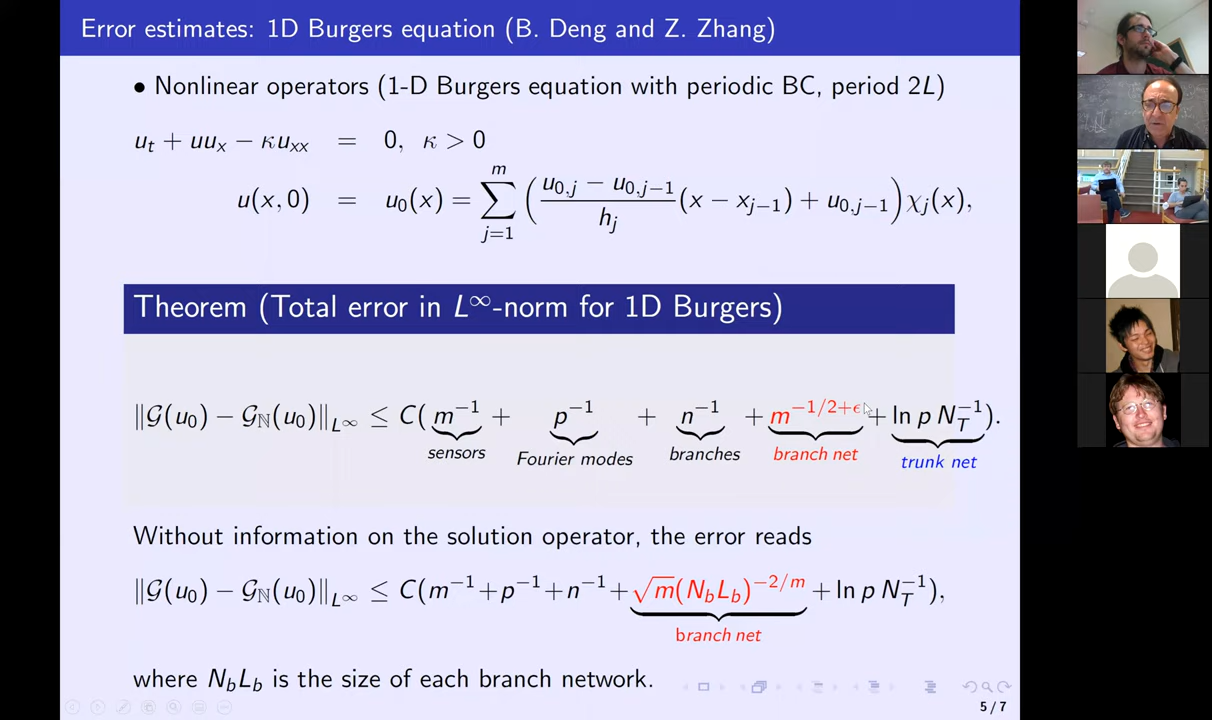 Error estimates: 1D Burgers equation (B. Deng and Z. Zhang)
• Nonlinear operators (1-D Burgers equation with periodic BC, period 2L)
u_t + uu_x − κu_xx = 0, κ > 0
u(x, 0) = u_0(x) = ∑_{j=1}^{m} ( (u_{0,j} − u_{0,j−1})/h_j (x − x_{j−1}) + u_{0,j−1} ) χ_j(x),
Theorem (Total error in L^∞-norm for 1D Burgers)
‖𝒢(u_0) − 𝒢_ℕ(u_0)‖_{L^∞} ≤ C( m^{−1} + p^{−1} + n^{−1} + m^{−1/2+ϵ} + ln p N_T^{−1} ).
sensors Fourier modes branches branch net trunk net
Without information on the solution operator, the error reads
‖𝒢(u_0) − 𝒢_ℕ(u_0)‖_{L^∞} ≤ C(m^{−1} + p^{−1} + n^{−1} + √m(N_b L_b)^{−2/m} + ln p N_T^{−1}),
branch net
where N_b L_b is the size of each branch network.
5 / 7